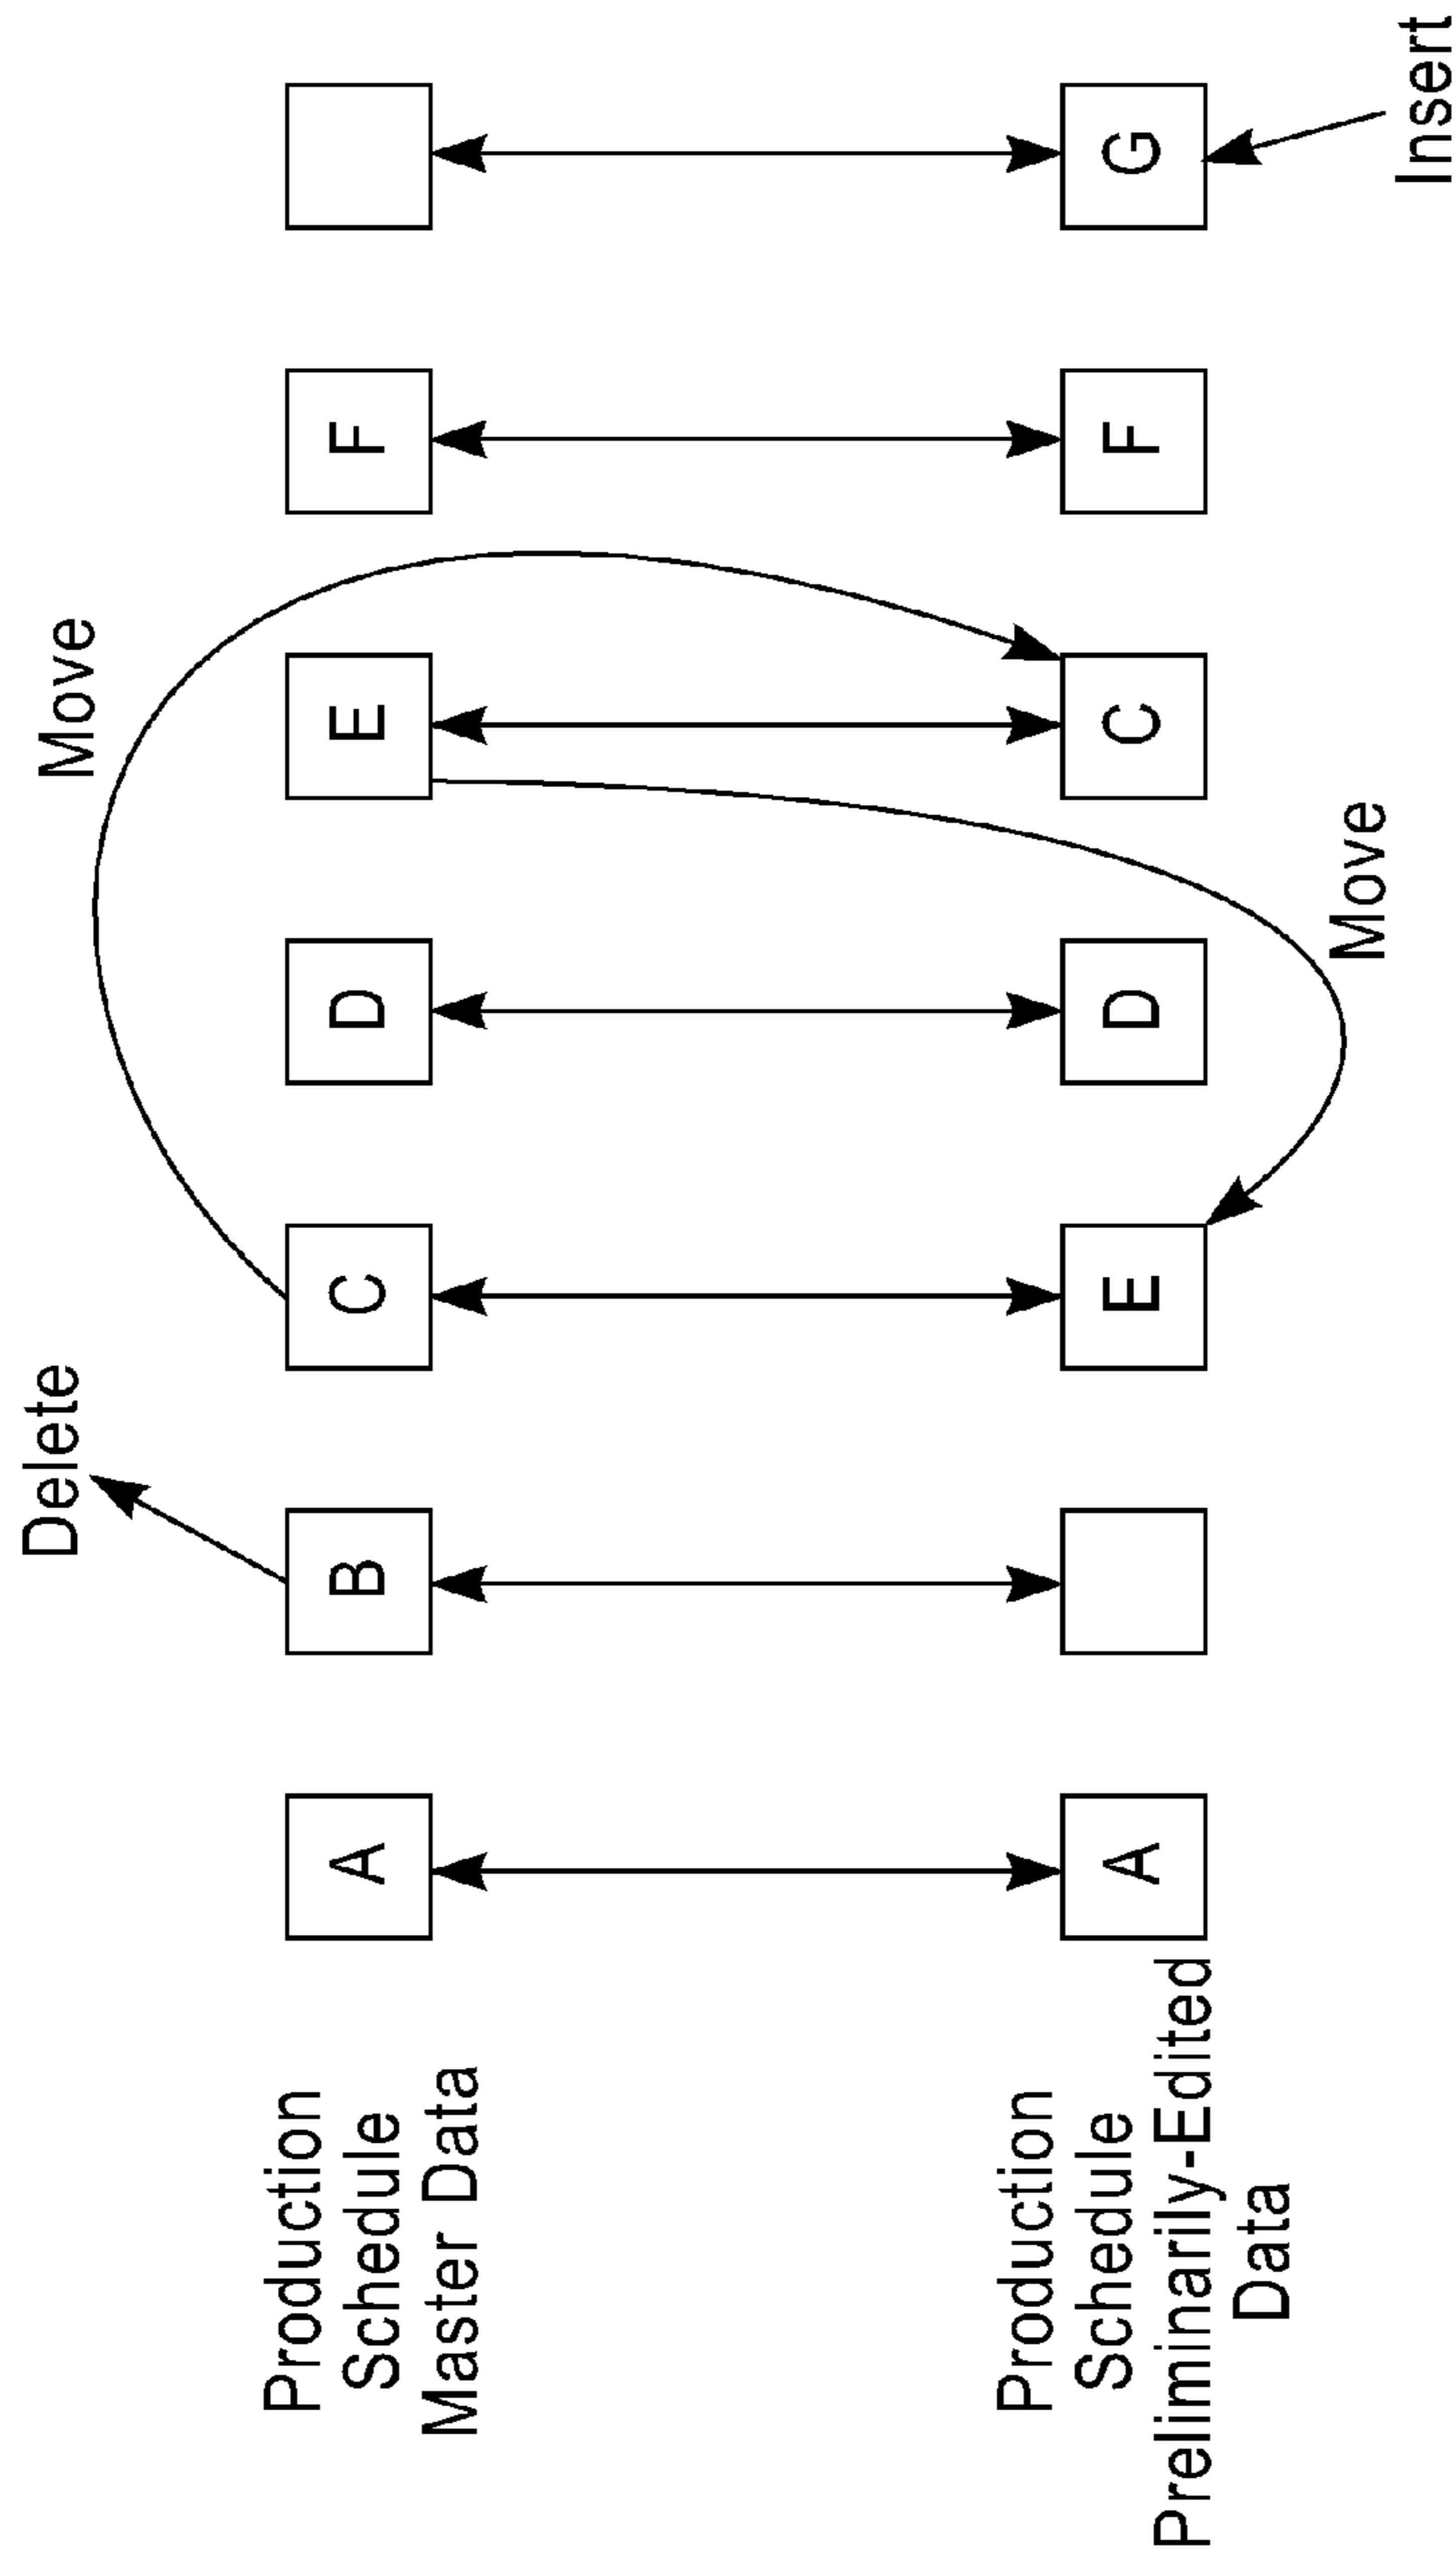 Delete
Move
Production
Schedule
Master Data
A
B
C
D
E
F
Production
Schedule
Preliminarily-Edited
Data
A
E
D
C
F
G
Move
Insert